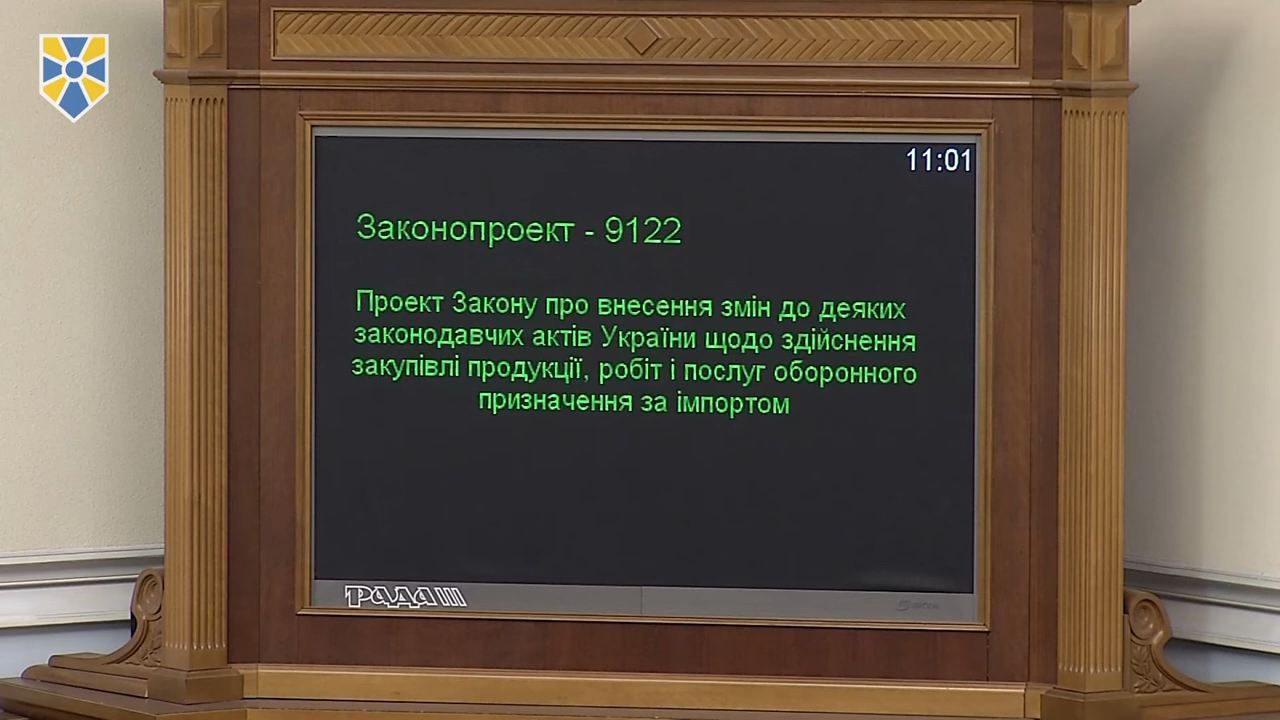 11:01
Законопроект - 9122
Проект Закону про внесення змін до деяких
законодавчих актів України щодо здійснення
закупівлі продукції, робіт і послуг оборонного
призначення за імпортом
РАДА III